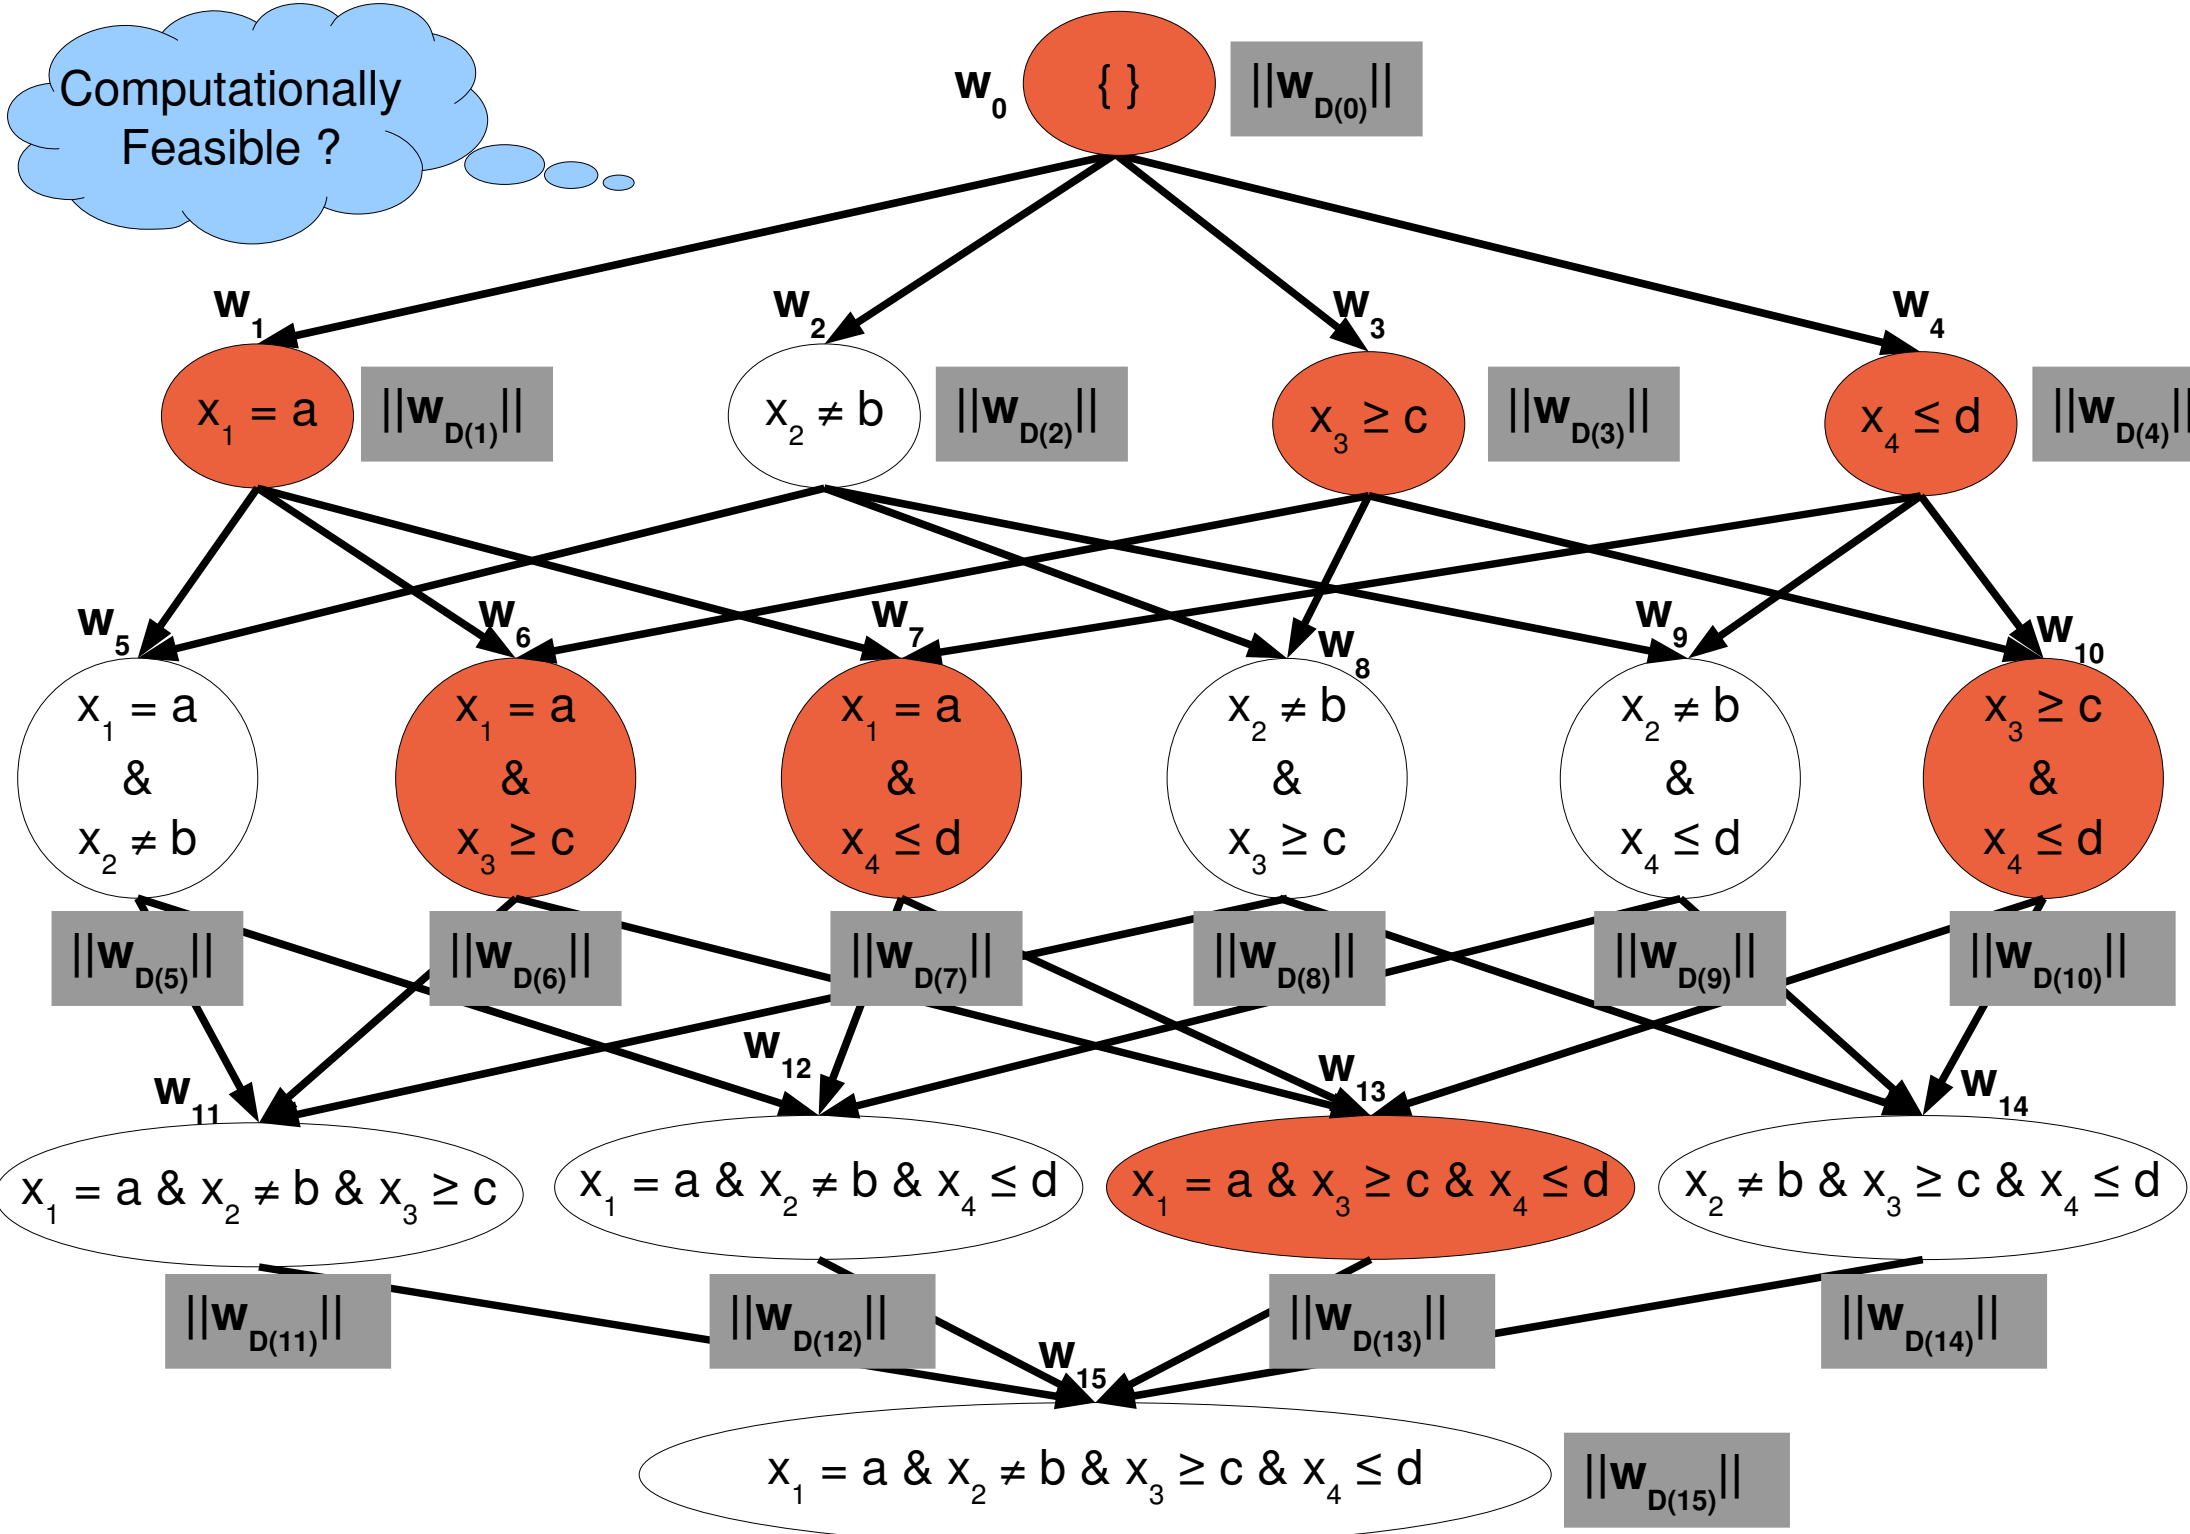 Computationally
Feasible ?
w0 { } ||wD(0)||
w1 w2 w3 w4
x1 = a ||wD(1)|| x2 ≠ b ||wD(2)|| x3 ≥ c ||wD(3)|| x4 ≤ d ||wD(4)||
w5 w6 w7 w8 w9 w10
x1 = a x1 = a x1 = a x2 ≠ b x2 ≠ b x3 ≥ c
& & & & & &
x2 ≠ b x3 ≥ c x4 ≤ d x3 ≥ c x4 ≤ d x4 ≤ d
||wD(5)|| ||wD(6)|| ||wD(7)|| ||wD(8)|| ||wD(9)|| ||wD(10)||
w11 w12 w13 w14
x1 = a & x2 ≠ b & x3 ≥ c x1 = a & x2 ≠ b & x4 ≤ d x1 = a & x3 ≥ c & x4 ≤ d x2 ≠ b & x3 ≥ c & x4 ≤ d
||wD(11)|| ||wD(12)|| ||wD(13)|| ||wD(14)||
w15
x1 = a & x2 ≠ b & x3 ≥ c & x4 ≤ d ||wD(15)||